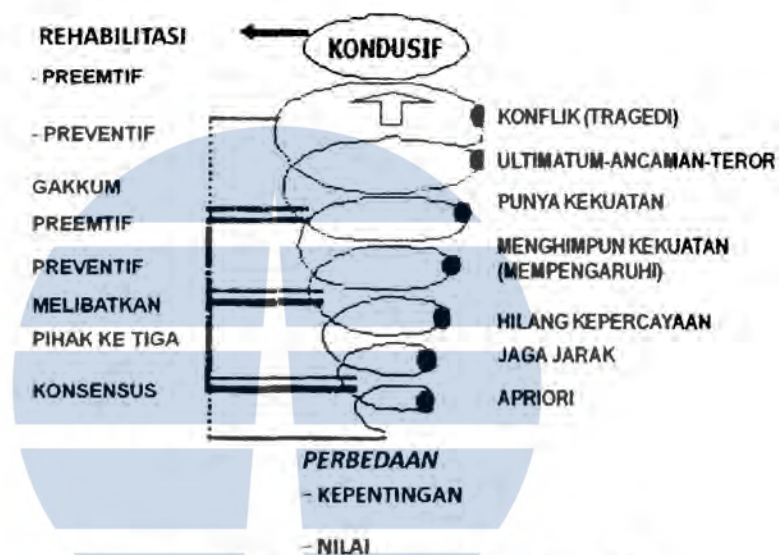 REHABILITASI
- PREEMTIF
- PREVENTIF
GAKKUM
PREEMTIF
PREVENTIF
MELIBATKAN
PIHAK KE TIGA
KONSENSUS
KONDUSIF
KONFLIK (TRAGEDI)
ULTIMATUM-ANCAMAN-TEROR
PUNYA KEKUATAN
MENGHIMPUN KEKUATAN
(MEMPENGARUHI)
HILANG KEPERCAYAAN
JAGA JARAK
APRIORI
PERBEDAAN
- KEPENTINGAN
- NILAI